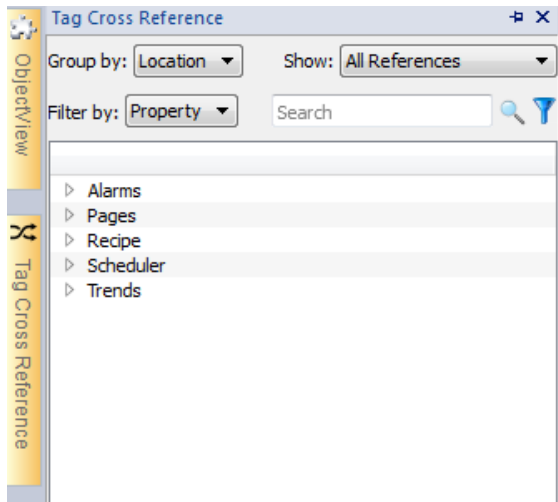 Tag Cross Reference
Group by: Location Show: All References
Filter by: Property Search
Alarms
Pages
Recipe
Scheduler
Trends
ObjectView
Tag Cross Reference